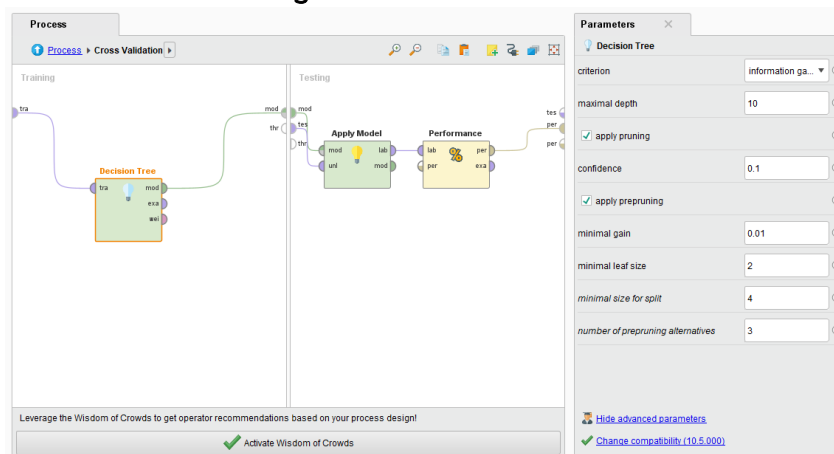 Process
Process ▸ Cross Validation ▸
Training
Testing
tra
mod
thr
mod
tes
thr
tes
per
per
Decision Tree
tra
mod
exa
wei
Apply Model
mod
lab
unl
mod
Performance
lab
per
per
exa
%
Leverage the Wisdom of Crowds to get operator recommendations based on your process design!
Activate Wisdom of Crowds
Parameters
Decision Tree
criterion
information ga...
maximal depth
10
apply pruning
confidence
0.1
apply prepruning
minimal gain
0.01
minimal leaf size
2
minimal size for split
4
number of prepruning alternatives
3
Hide advanced parameters
Change compatibility (10.5.000)